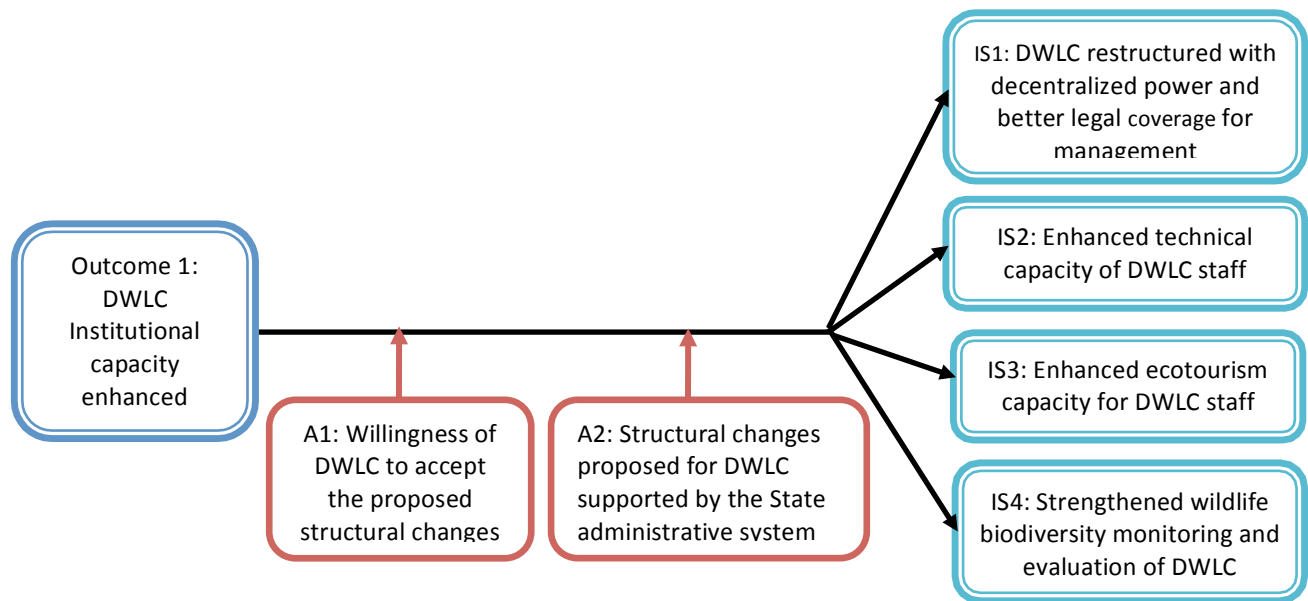 Outcome 1:
DWLC
Institutional
capacity
enhanced
A1: Willingness of
DWLC to accept
the proposed
structural changes
A2: Structural changes
proposed for DWLC
supported by the State
administrative system
IS1: DWLC restructured with
decentralized power and
better legal coverage for
management
IS2: Enhanced technical
capacity of DWLC staff
IS3: Enhanced ecotourism
capacity for DWLC staff
IS4: Strengthened wildlife
biodiversity monitoring and
evaluation of DWLC